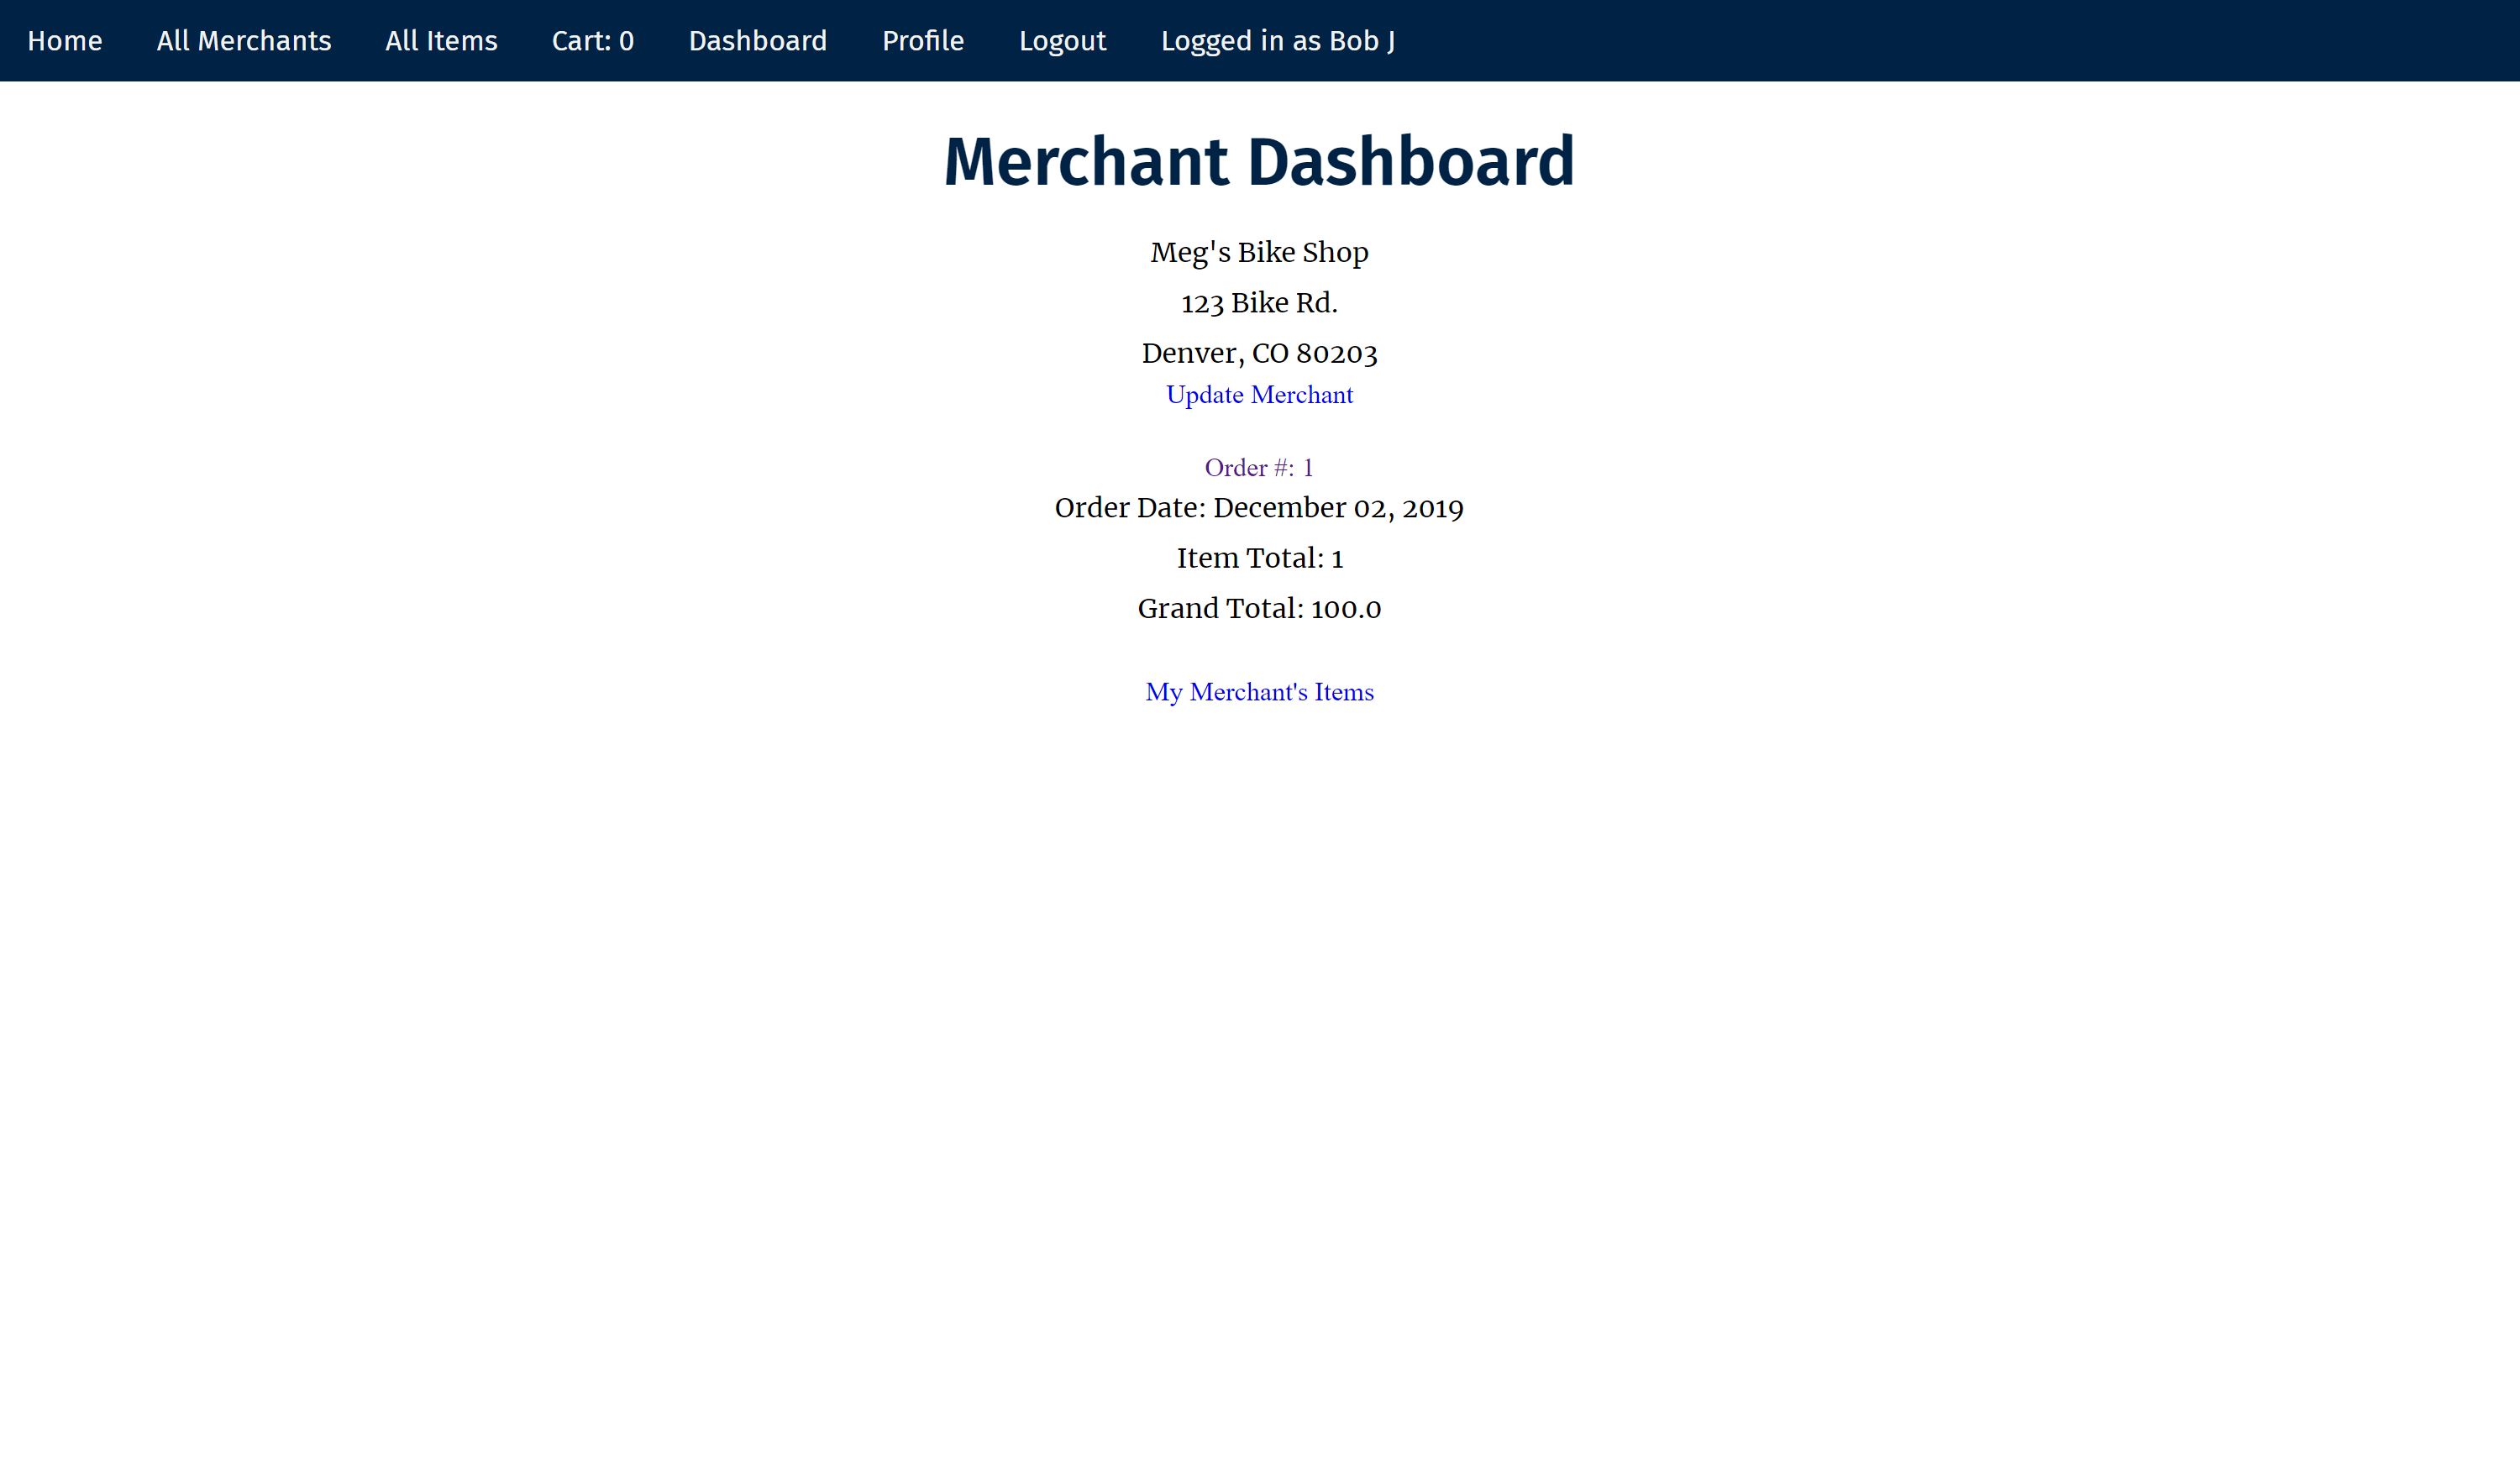 Home All Merchants All Items Cart: 0 Dashboard Profile Logout Logged in as Bob J
Merchant Dashboard
Meg's Bike Shop
123 Bike Rd.
Denver, CO 80203
Update Merchant
Order #: 1
Order Date: December 02, 2019
Item Total: 1
Grand Total: 100.0
My Merchant's Items